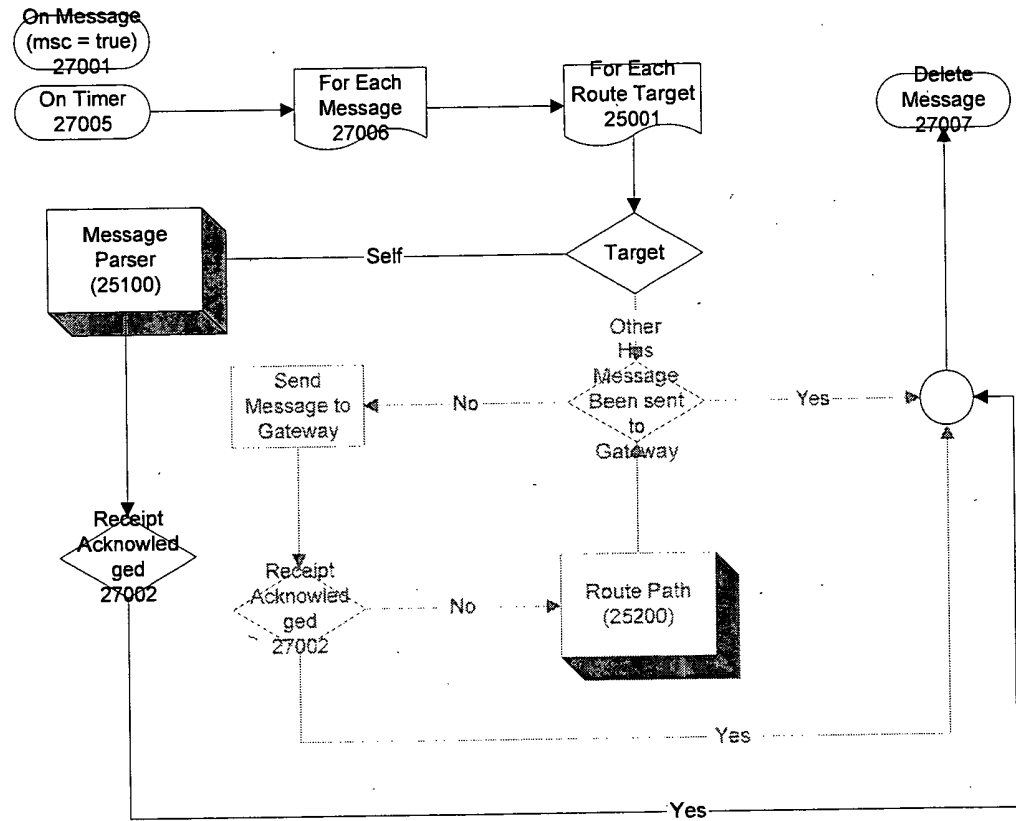 On Message
(msc = true)
27001
On Timer
27005
For Each
Message
27006
For Each
Route Target
25001
Delete
Message
27007
Message
Parser
(25100)
Self
Target
Other
Has
Message
Been sent
to
Gateway
Send
Message to
Gateway
No
Yes
Receipt
Acknowled
ged
27002
Receipt
Acknowled
ged
27002
No
Route Path
(25200)
Yes
Yes